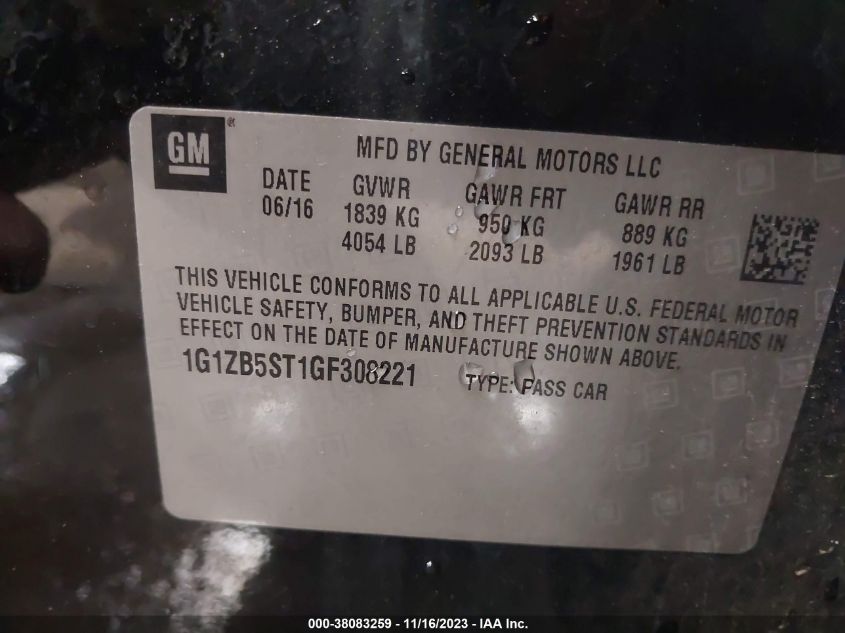 GM®
MFD BY GENERAL MOTORS LLC
DATE GVWR GAWR FRT GAWR RR
06/16 1839 KG 950 KG 889 KG
4054 LB 2093 LB 1961 LB
THIS VEHICLE CONFORMS TO ALL APPLICABLE U.S. FEDERAL MOTOR
VEHICLE SAFETY, BUMPER, AND THEFT PREVENTION STANDARDS IN
EFFECT ON THE DATE OF MANUFACTURE SHOWN ABOVE.
1G1ZB5ST1GF308221 TYPE: PASS CAR
000-38083259 - 11/16/2023 - IAA Inc.